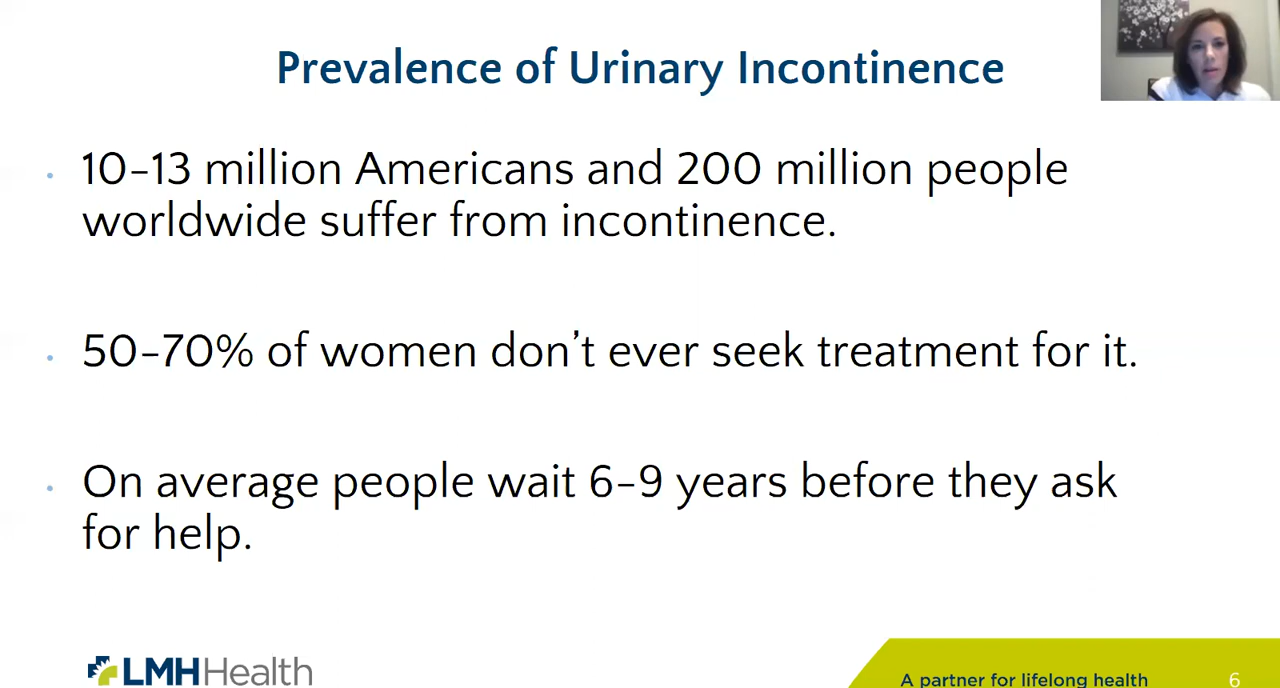 Prevalence of Urinary Incontinence
10–13 million Americans and 200 million people
worldwide suffer from incontinence.
50–70% of women don’t ever seek treatment for it.
On average people wait 6–9 years before they ask
for help.
LMH Health
A partner for lifelong health
6